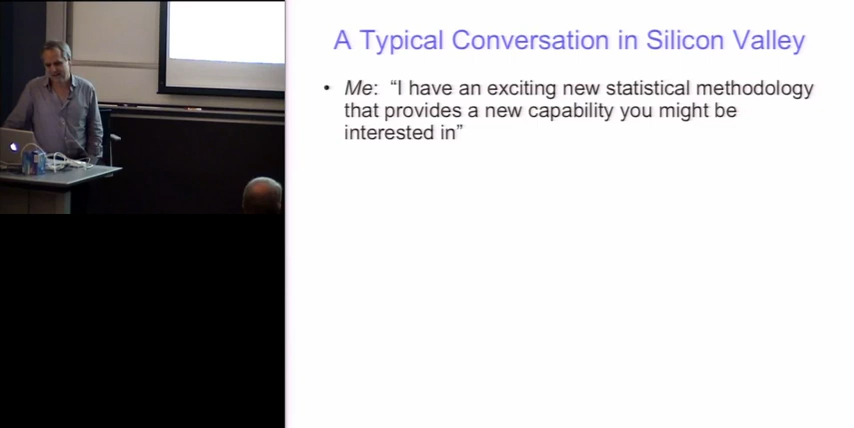 A Typical Conversation in Silicon Valley
• Me: “I have an exciting new statistical methodology
that provides a new capability you might be
interested in”